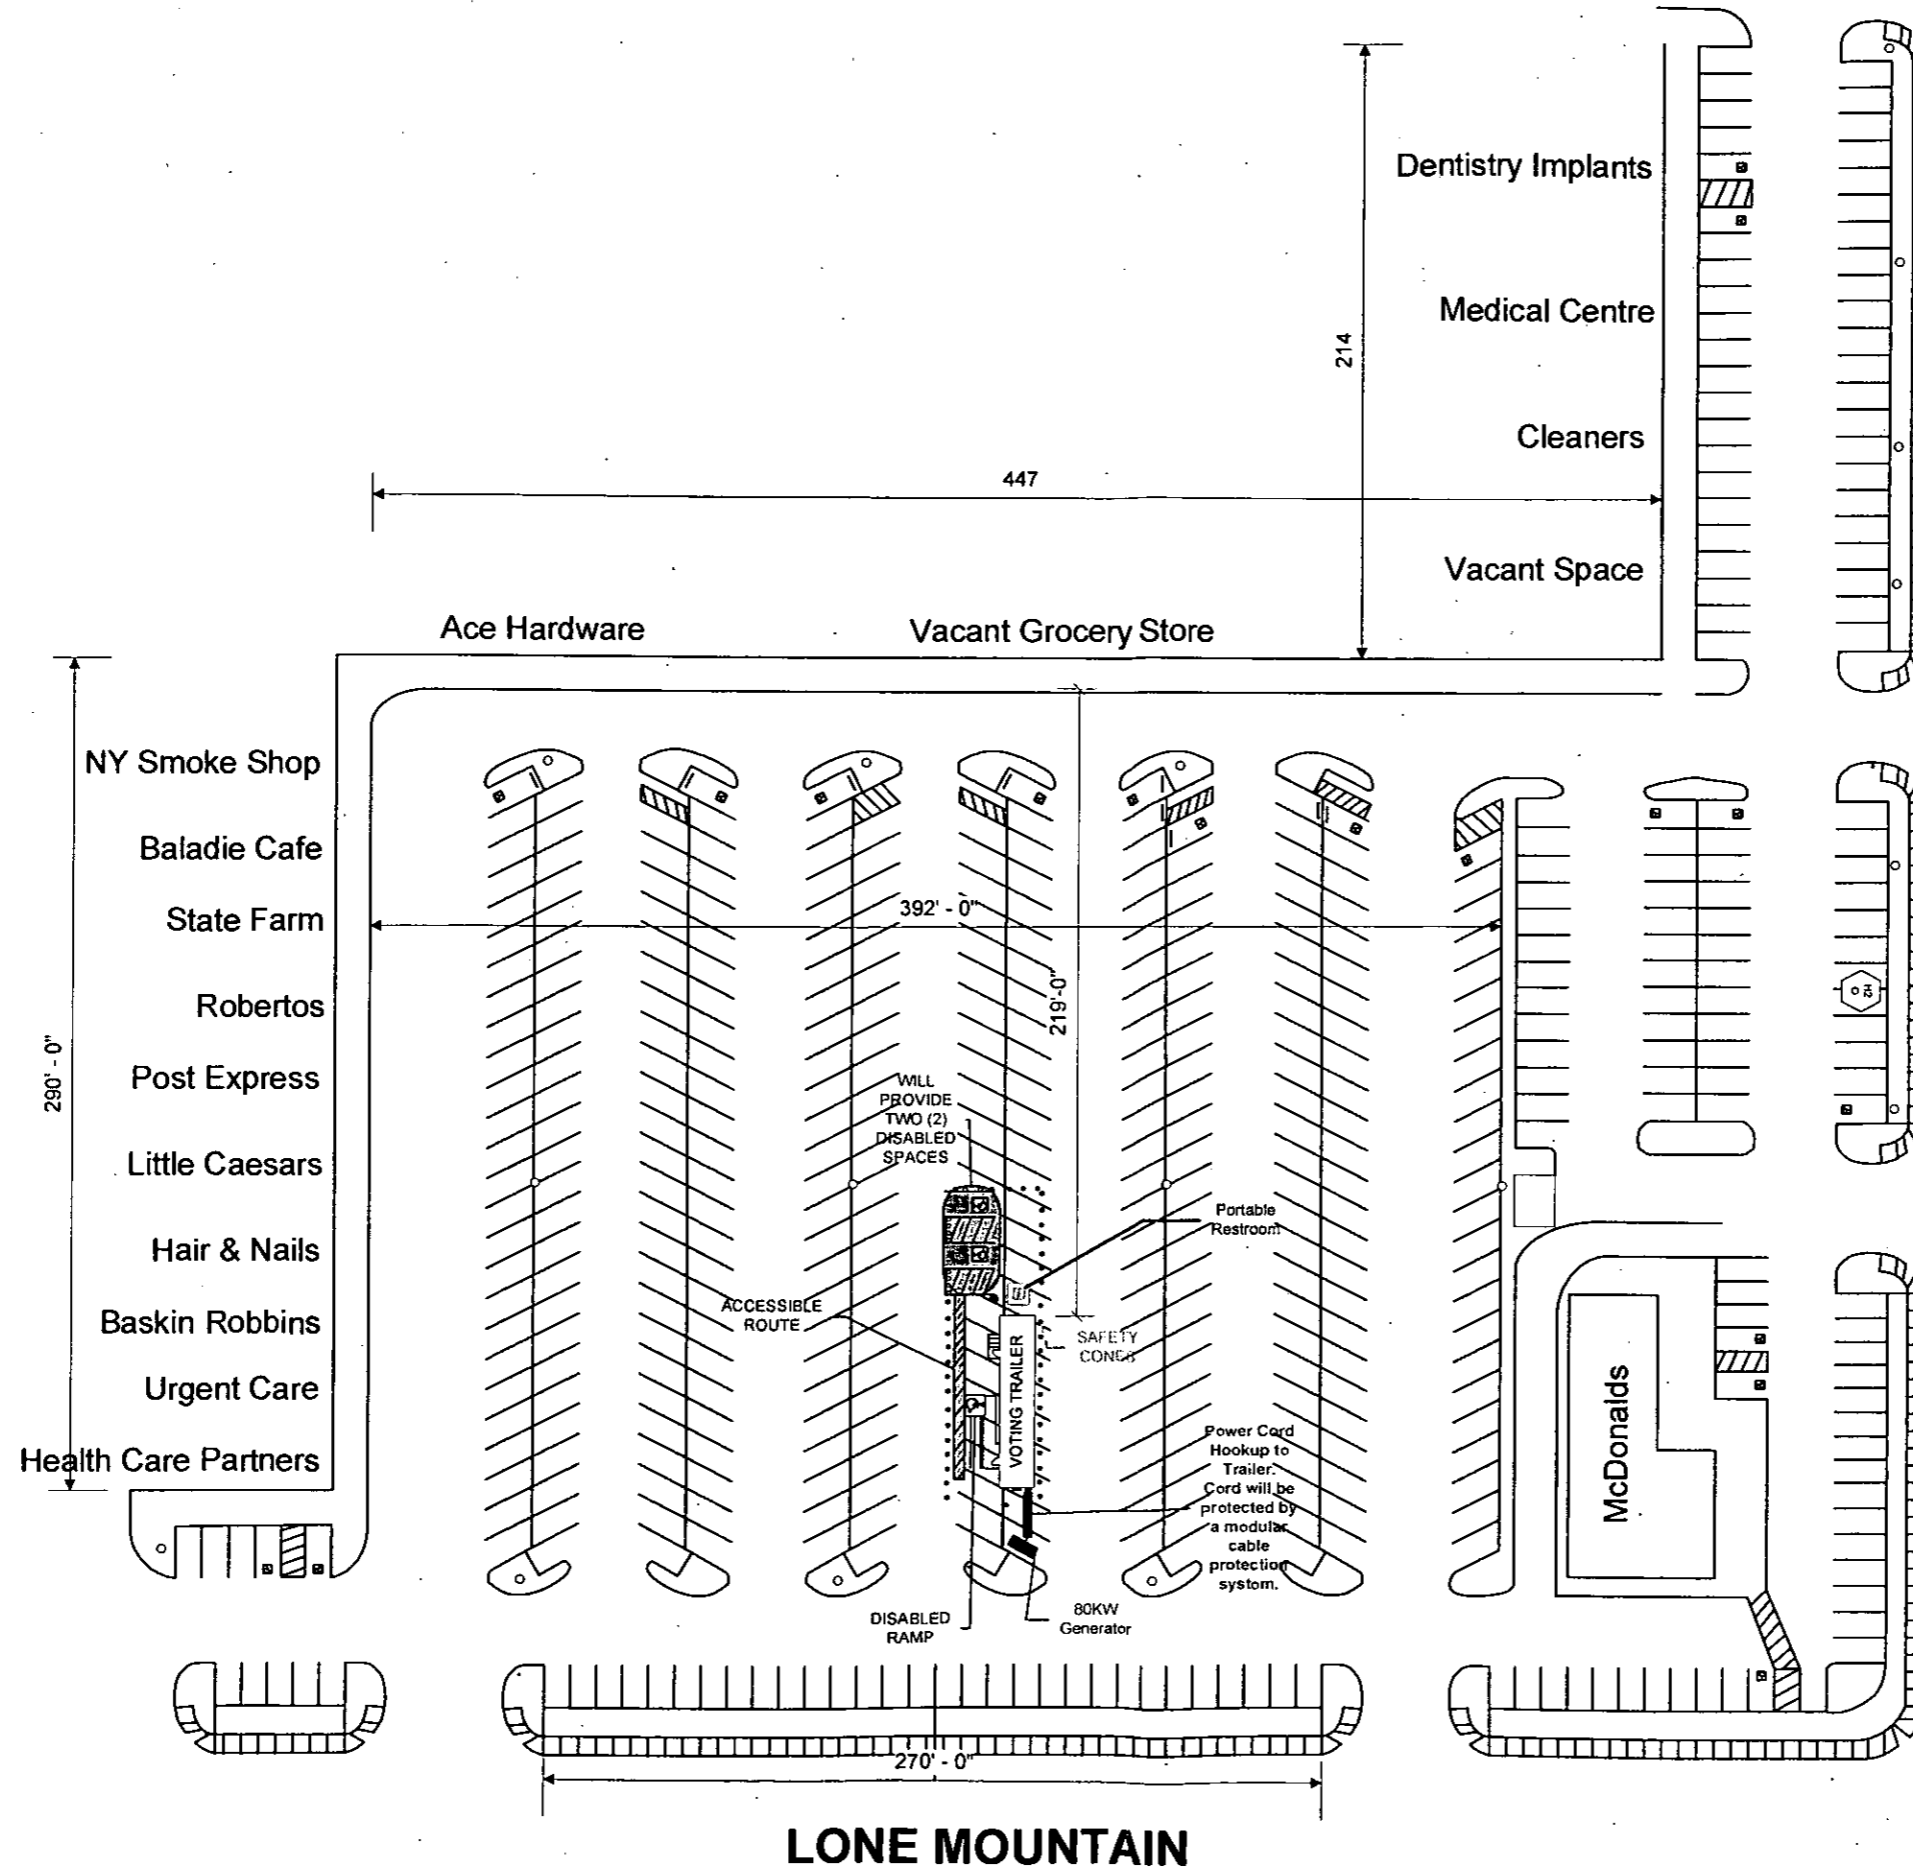 Dentistry Implants
Medical Centre
214
Cleaners
447
Vacant Space
Ace Hardware
Vacant Grocery Store
NY Smoke Shop
Baladie Cafe
State Farm
392' - 0"
219'-0"
Robertos
H2
290' - 0"
Post Express
WILL
PROVIDE
TWO (2)
DISABLED
SPACES
Little Caesars
Portable
Restroom
Hair & Nails
ACCESSIBLE
ROUTE
Baskin Robbins
SAFETY
CONES
VOTING TRAILER
Urgent Care
McDonalds
Power Cord
Hookup to
Trailer.
Cord will be
protected by
a modular
cable
protection
system.
Health Care Partners
DISABLED
RAMP
80KW
Generator
270' - 0"
LONE MOUNTAIN